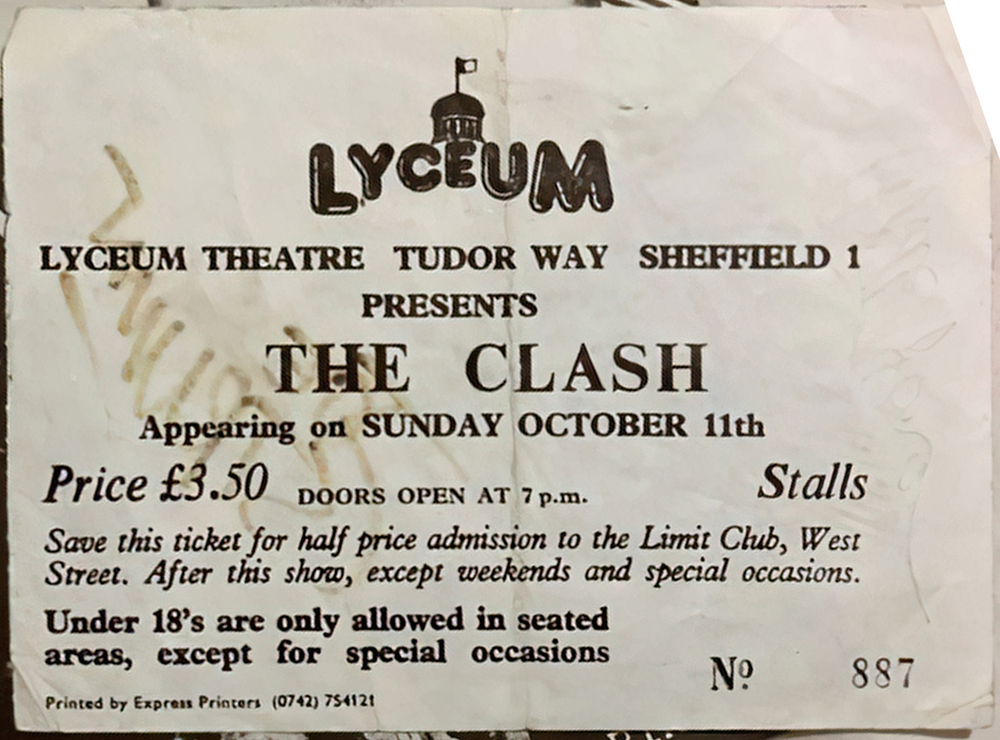 LYCEUM
LYCEUM THEATRE TUDOR WAY SHEFFIELD 1
PRESENTS
THE CLASH
Appearing on SUNDAY OCTOBER 11th
Price £3.50 DOORS OPEN AT 7 p.m. Stalls
Save this ticket for half price admission to the Limit Club, West
Street. After this show, except weekends and special occasions.
Under 18's are only allowed in seated
areas, except for special occasions
Nº 887
Printed by Express Printers (0742) 754121